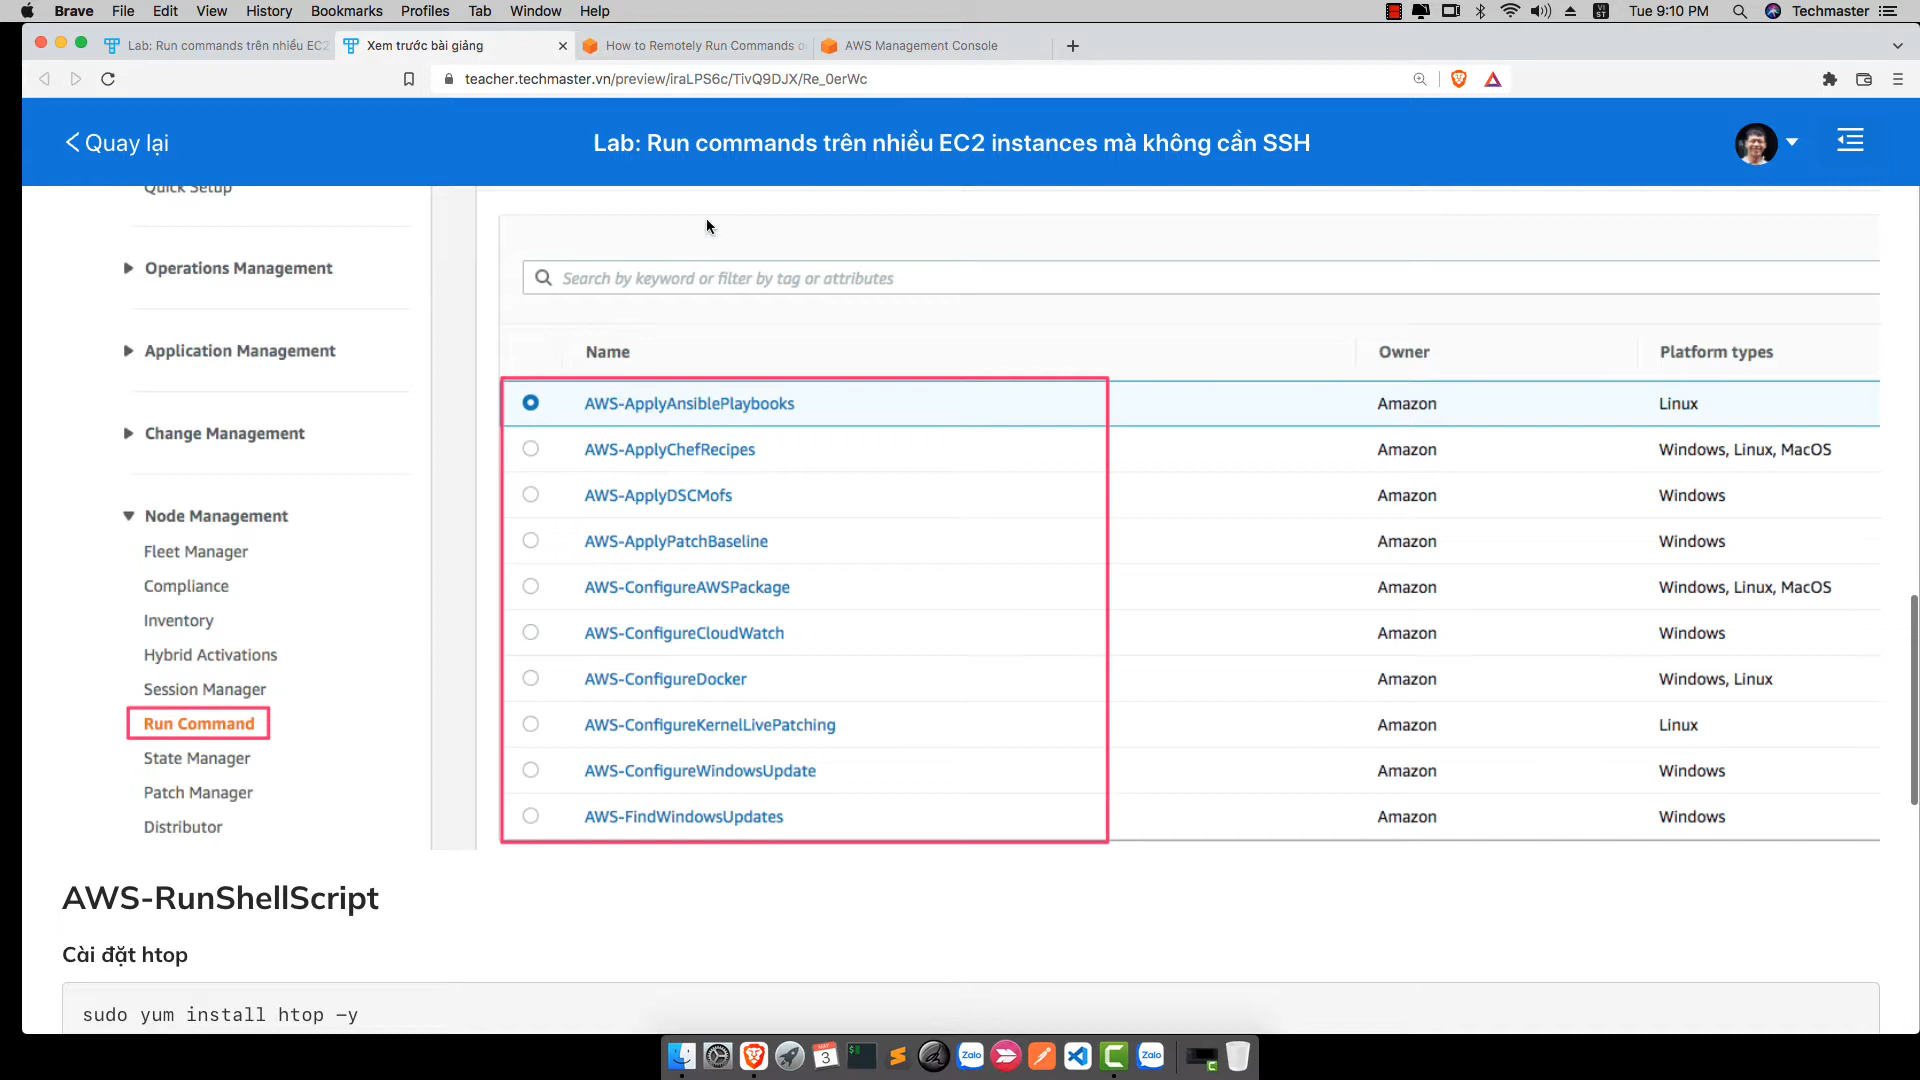 Brave File Edit View History Bookmarks Profiles Tab Window Help Tue 9:10 PM Techmaster
Lab: Run commands trên nhiều EC2 Xem trước bài giảng How to Remotely Run Commands AWS Management Console
teacher.techmaster.vn/preview/iraLPS6c/TivQ9DJX/Re_0erWc
Quay lại Lab: Run commands trên nhiều EC2 instances mà không cần SSH
Quick Setup
Operations Management
Application Management
Change Management
Node Management
Fleet Manager
Compliance
Inventory
Hybrid Activations
Session Manager
Run Command
State Manager
Patch Manager
Distributor
Search by keyword or filter by tag or attributes
Name Owner Platform types
AWS-ApplyAnsiblePlaybooks Amazon Linux
AWS-ApplyChefRecipes Amazon Windows, Linux, MacOS
AWS-ApplyDSCMofs Amazon Windows
AWS-ApplyPatchBaseline Amazon Windows
AWS-ConfigureAWSPackage Amazon Windows, Linux, MacOS
AWS-ConfigureCloudWatch Amazon Windows
AWS-ConfigureDocker Amazon Windows, Linux
AWS-ConfigureKernelLivePatching Amazon Linux
AWS-ConfigureWindowsUpdate Amazon Windows
AWS-FindWindowsUpdates Amazon Windows
AWS-RunShellScript
Cài đặt htop
sudo yum install htop -y
3 Zalo Zalo